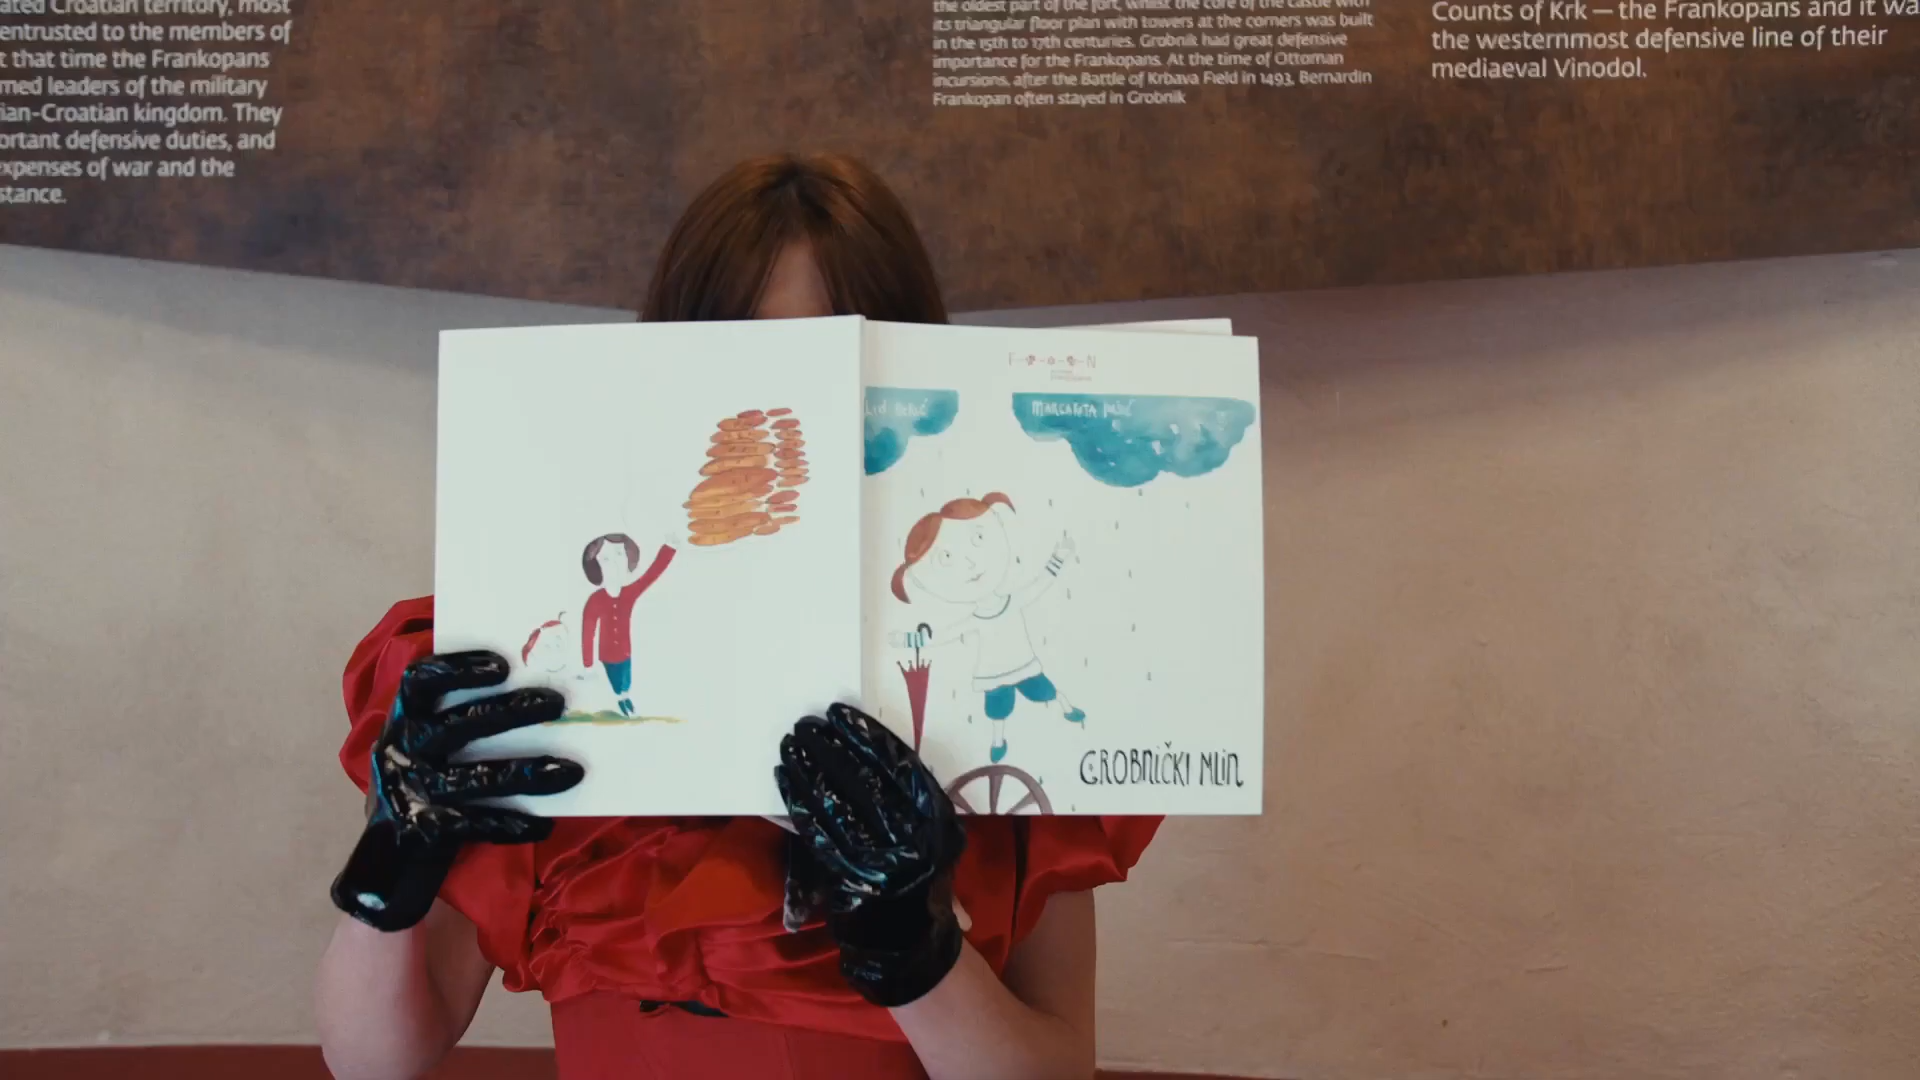 ated Croatian territory, most
entrusted to the members of
t that time the Frankopans
med leaders of the military
ian-Croatian kingdom. They
ortant defensive duties, and
xpenses of war and the
stance.
the oldest part of the fort, whilst the core of the castle with
its triangular floor plan with towers at the corners was built
in the 15th to 17th centuries. Grobnik had great defensive
importance for the Frankopans. At the time of Ottoman
incursions, after the Battle of Krbava Field in 1493, Bernardin
Frankopan often stayed in Grobnik
Counts of Krk — the Frankopans and it wa
the westernmost defensive line of their
mediaeval Vinodol.
MARGARETA
GROBNIČKI MLIN